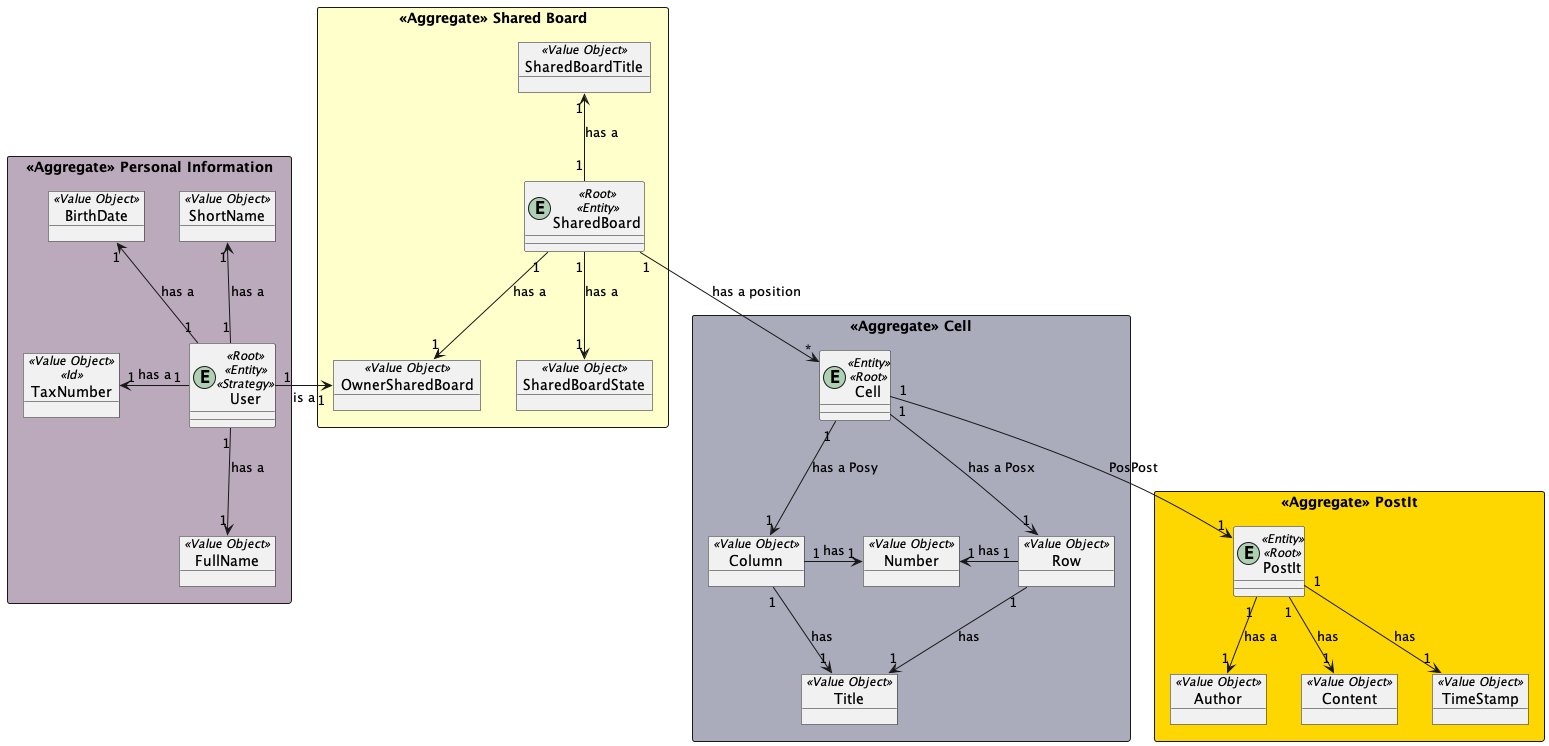 «Aggregate» Shared Board
«Value Object»
SharedBoardTitle
1
has a
1
«Root»
«Entity»
E
SharedBoard
1
1
1
has a
has a
has a position
1
1
*
«Value Object»
OwnerSharedBoard
«Value Object»
SharedBoardState
«Aggregate» Personal Information
«Value Object»
BirthDate
«Value Object»
ShortName
1
1
has a
has a
1
1
«Value Object»
«Id»
TaxNumber
1 has a 1
«Root»
«Entity»
«Strategy»
E
User
1
is a
1
1
has a
1
«Value Object»
FullName
«Aggregate» Cell
«Entity»
«Root»
E
Cell
1
1
1
has a Posy
has a Posx
PosPost
1
1
1
«Value Object»
Column
1 has 1
«Value Object»
Number
1 has 1
«Value Object»
Row
1
1
has
has
1
1
«Value Object»
Title
«Aggregate» PostIt
«Entity»
«Root»
E
PostIt
1
1
1
has a
has
has
1
1
1
«Value Object»
Author
«Value Object»
Content
«Value Object»
TimeStamp